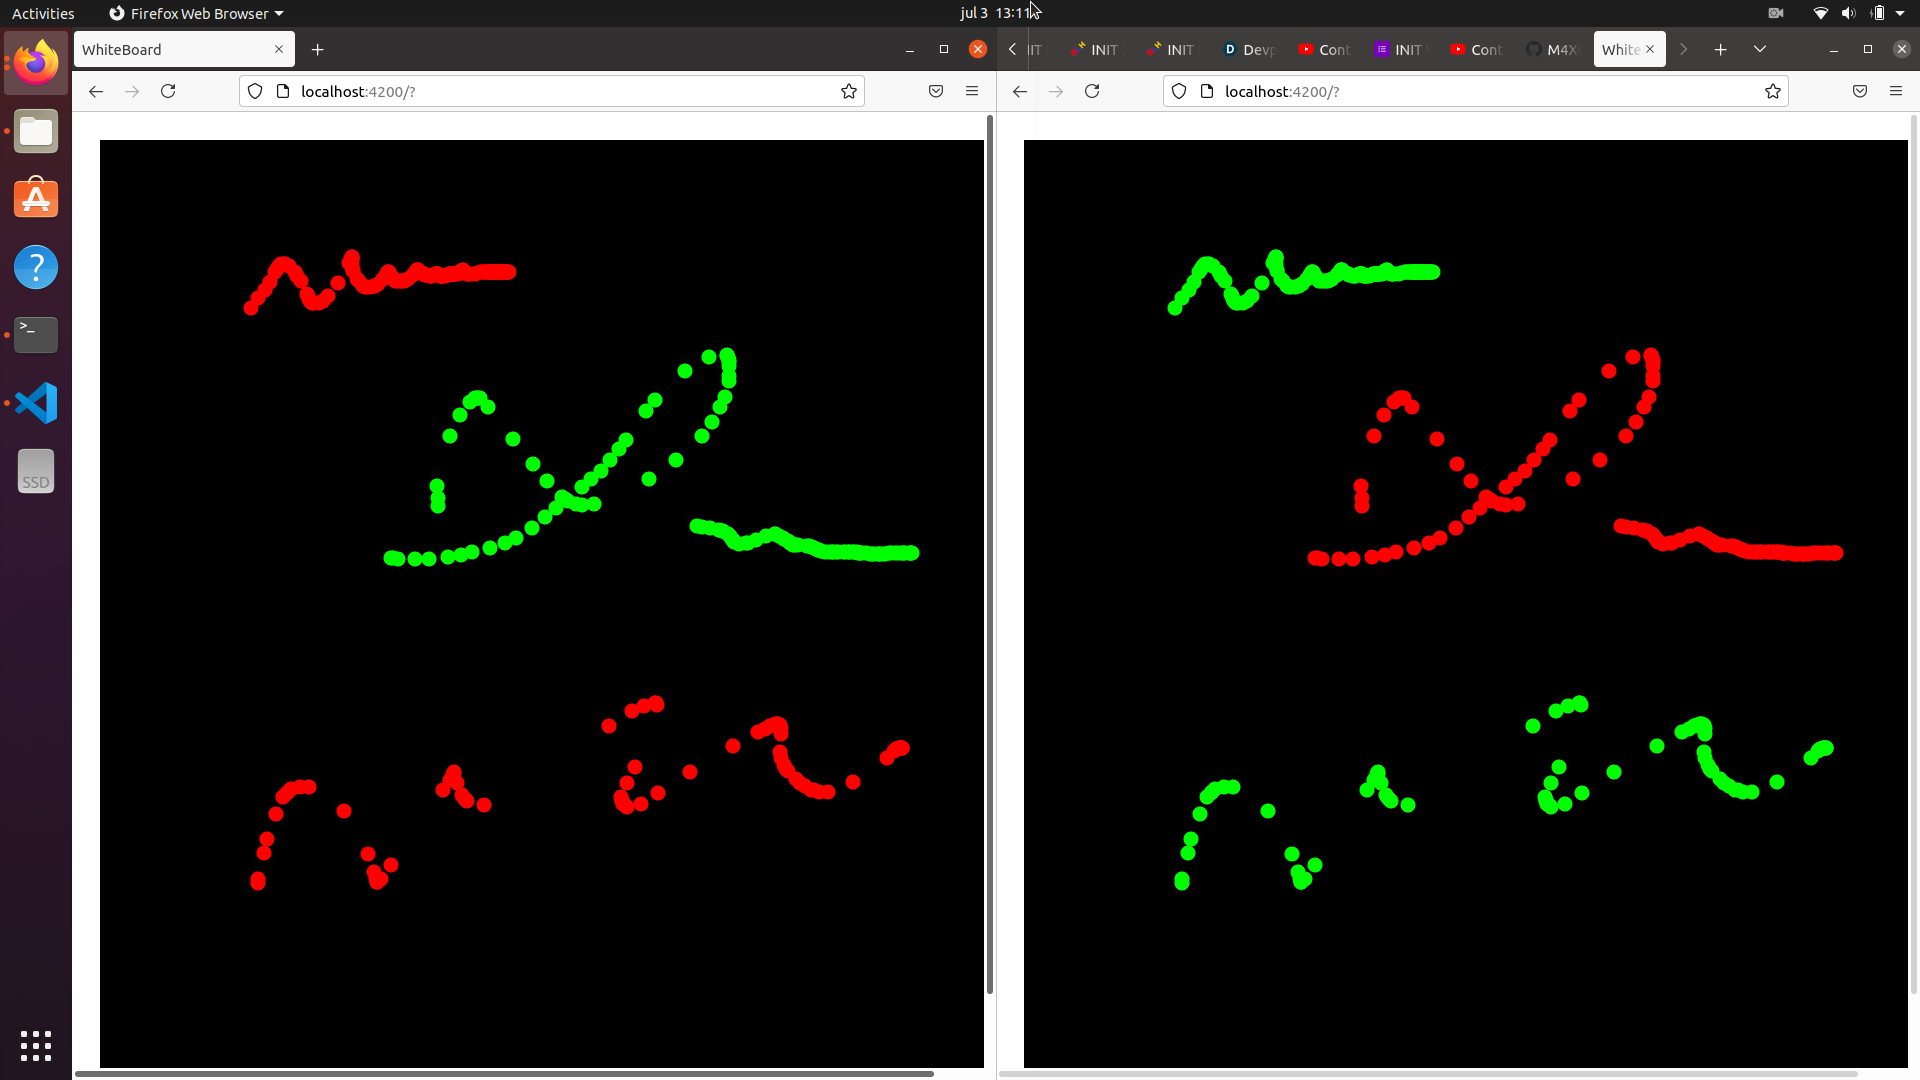 Activities Firefox Web Browser jul 3 13:11
WhiteBoard IT INIT INIT Devp Cont INIT Cont M4X White
localhost:4200/? localhost:4200/?
>_
?
SSD